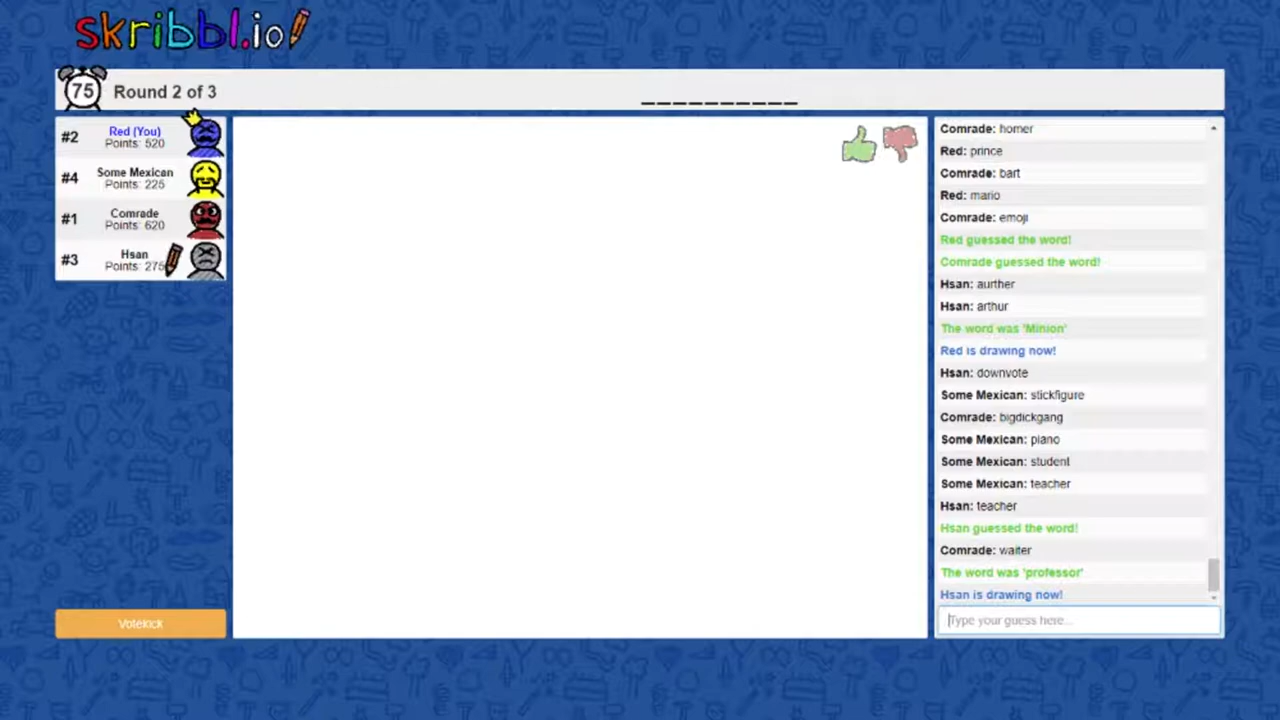 skribbl.io
75
Round 2 of 3
__________
#2
Red (You)
Points: 520
#4
Some Mexican
Points: 225
#1
Comrade
Points: 620
#3
Hsan
Points: 275
Votekick
Comrade: homer
Red: prince
Comrade: bart
Red: mario
Comrade: emoji
Red guessed the word!
Comrade guessed the word!
Hsan: aurther
Hsan: arthur
The word was 'Minion'
Red is drawing now!
Hsan: downvote
Some Mexican: stickfigure
Comrade: bigdickgang
Some Mexican: piano
Some Mexican: student
Some Mexican: teacher
Hsan: teacher
Hsan guessed the word!
Comrade: waiter
The word was 'professor'
Hsan is drawing now!
Type your guess here...